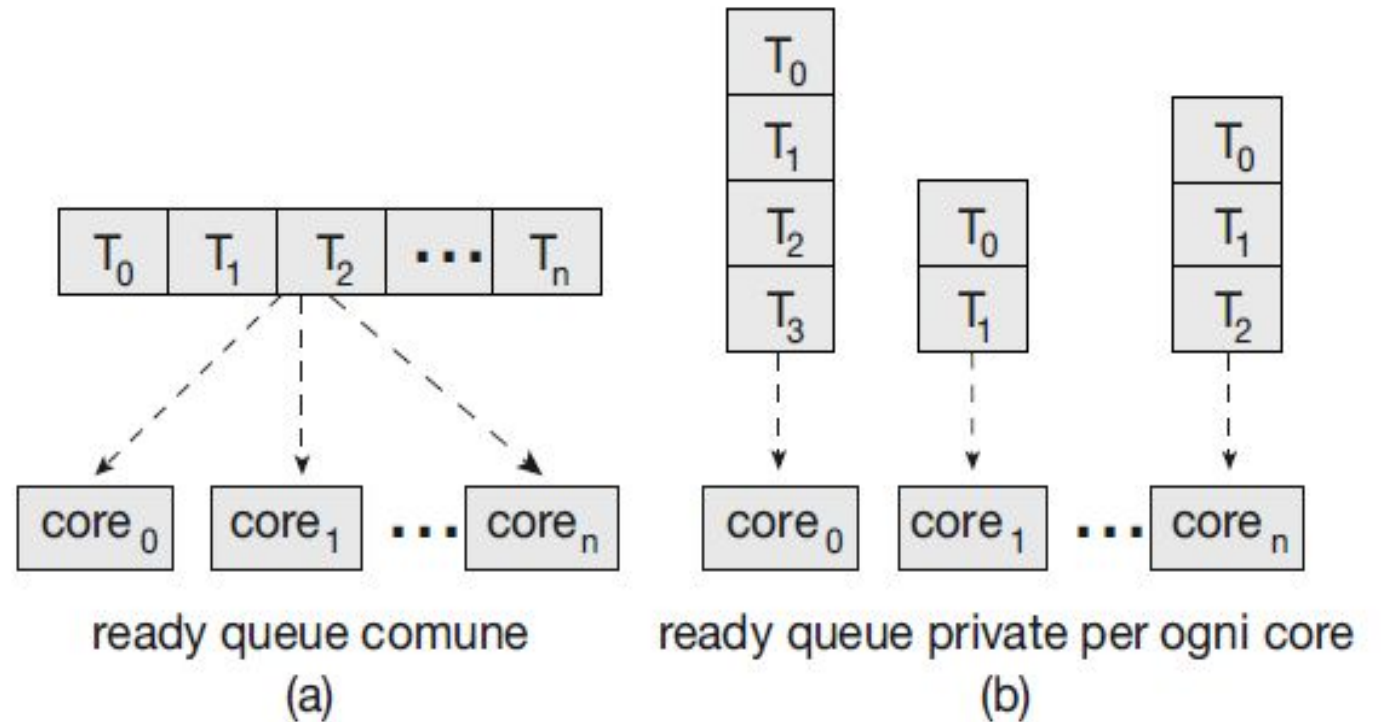 T0 T1 T2 ... Tn
core0 core1 ... coren
ready queue comune
(a)
T0
T1
T2
T3
T0
T1
T0
T1
T2
core0 core1 ... coren
ready queue private per ogni core
(b)